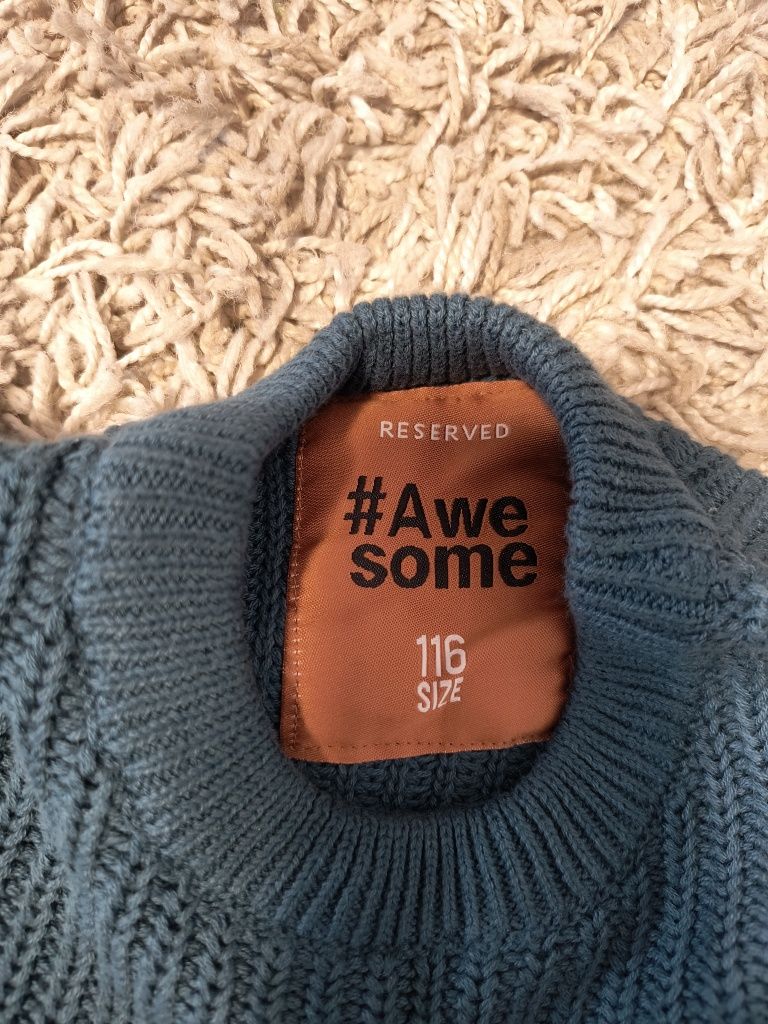 RESERVED
#Awe
some
116
SIZE